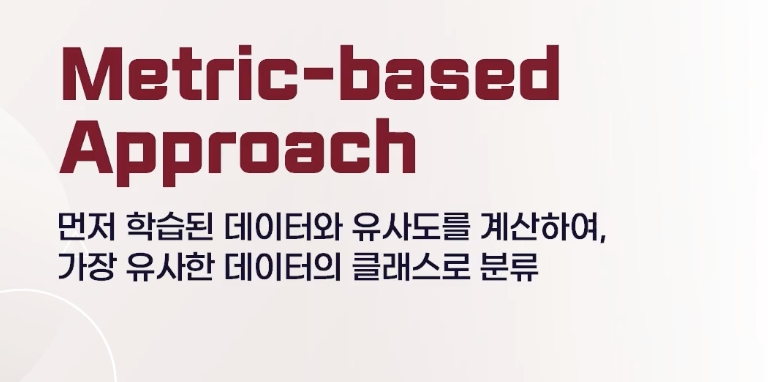 Metric-based
Approach
먼저 학습된 데이터와 유사도를 계산하여,
가장 유사한 데이터의 클래스로 분류